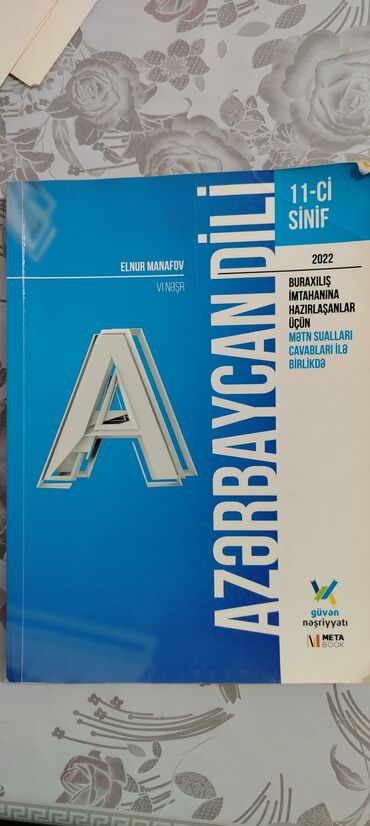 ELNUR MANAFOV
VI NƏŞR
A
AZƏRBAYCAN DİLİ
11-Cİ
SİNİF
2022
BURAXILIŞ
İMTAHANINA
HAZIRLAŞANLAR
ÜÇÜN
MƏTN SUALLARI
CAVABLARI İLƏ
BİRLİKDƏ
güvən
nəşriyyatı
META
BOOK